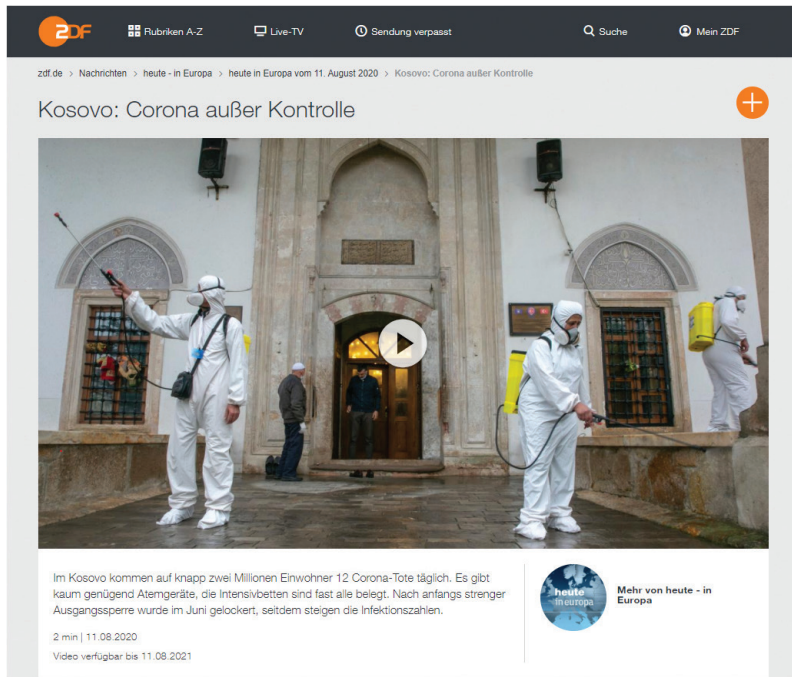 ZDF Rubriken A-Z Live-TV Sendung verpasst Suche Mein ZDF
zdf.de > Nachrichten > heute - in Europa > heute in Europa vom 11. August 2020 > Kosovo: Corona außer Kontrolle
Kosovo: Corona außer Kontrolle
Im Kosovo kommen auf knapp zwei Millionen Einwohner 12 Corona-Tote täglich. Es gibt
kaum genügend Atemgeräte, die Intensivbetten sind fast alle belegt. Nach anfangs strenger
Ausgangssperre wurde im Juni gelockert, seitdem steigen die Infektionszahlen.
2 min | 11.08.2020
Video verfügbar bis 11.08.2021
heute
in europa
Mehr von heute - in
Europa